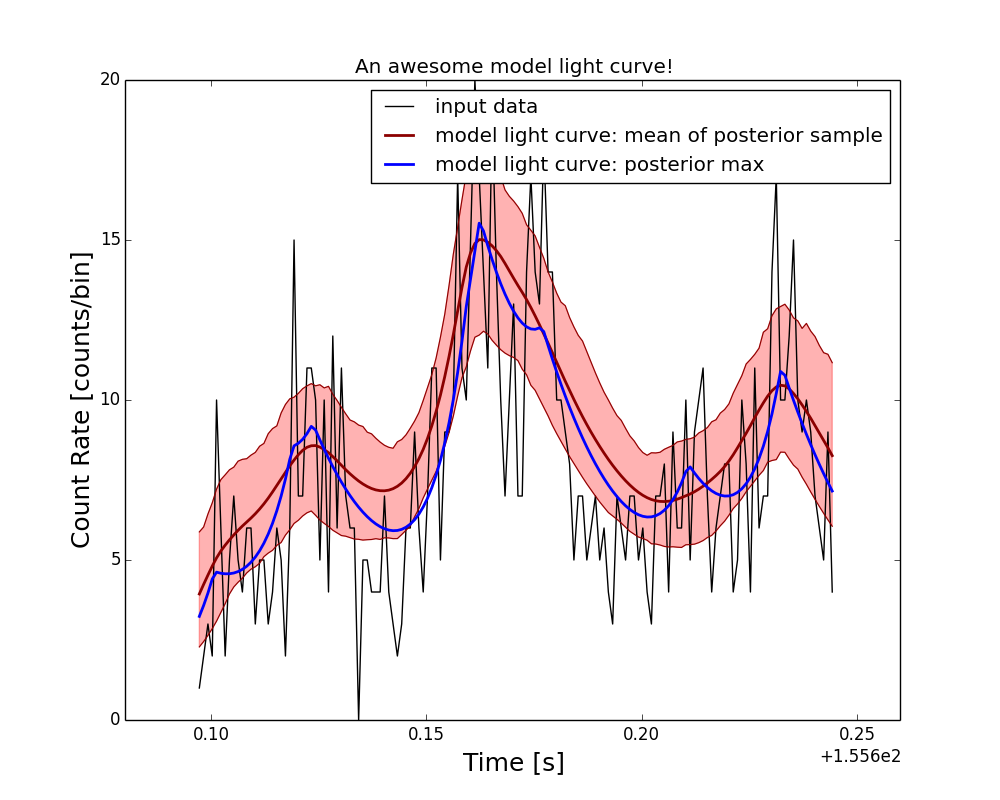 An awesome model light curve!
20
input data
model light curve: mean of posterior sample
model light curve: posterior max
15
10
5
0
Count Rate [counts/bin]
0.10 0.15 0.20 0.25
+1.556e2
Time [s]